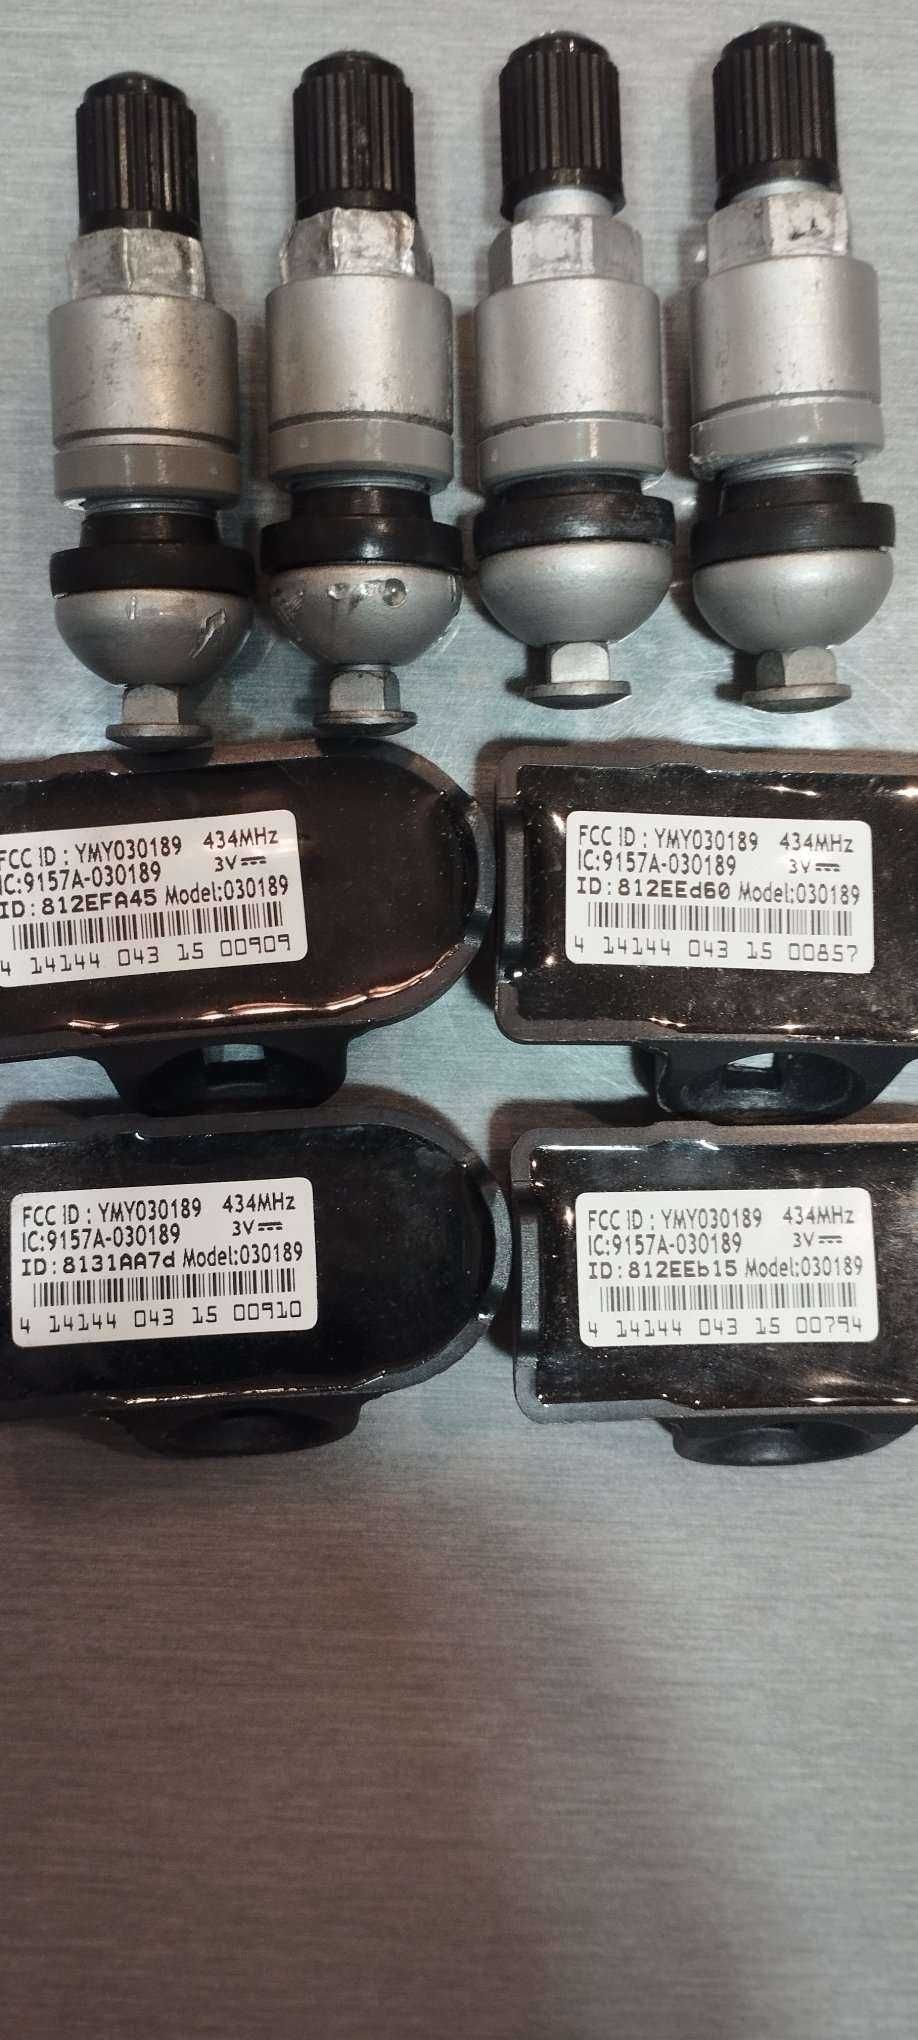 FCC ID : YMY030189 434MHz
IC:9157A-030189 3V
ID:812EFA45 Model:030189
4 14144 043 15 00909
FCC ID : YMY030189 434MHz
IC:9157A-030189 3V
ID:812EEd60 Model:030189
4 14144 043 15 00857
FCC ID : YMY030189 434MHz
IC:9157A-030189 3V
ID:8131AA7d Model:030189
4 14144 043 15 00910
FCC ID : YMY030189 434MHz
IC:9157A-030189 3V
ID:812EEb15 Model:030189
4 14144 043 15 00794